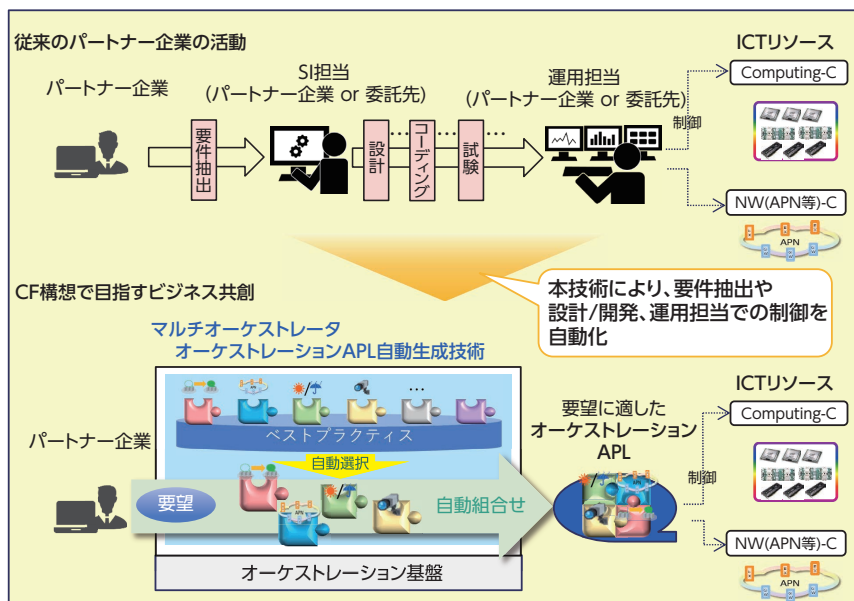 従来のパートナー企業の活動
ICTリソース
パートナー企業
SI担当
(パートナー企業 or 委託先)
運用担当
(パートナー企業 or 委託先)
Computing-C
要件抽出
設計
…
コーディング
…
試験
…
制御
NW(APN等)-C
APN
CF構想で目指すビジネス共創
本技術により、要件抽出や
設計/開発、運用担当での制御を
自動化
マルチオーケストレータ
オーケストレーションAPL自動生成技術
ICTリソース
パートナー企業
…
ベストプラクティス
自動選択
要望
自動組合せ
要望に適した
オーケストレーション
APL
Computing-C
制御
NW(APN等)-C
APN
オーケストレーション基盤